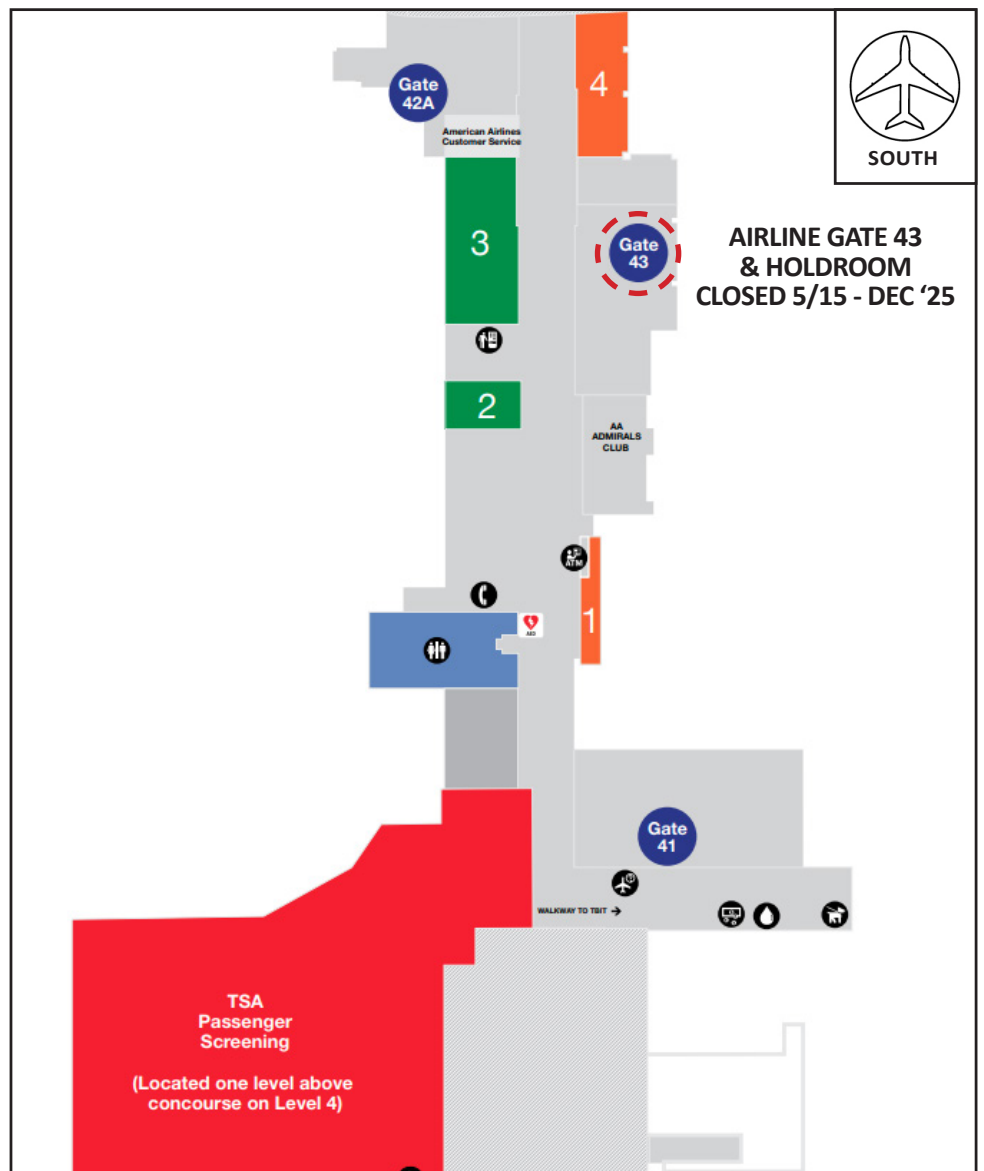 Gate
42A
4
SOUTH
American Airlines
Customer Service
3
Gate
43
AIRLINE GATE 43
& HOLDROOM
CLOSED 5/15 - DEC ‘25
2
AA
ADMIRALS
CLUB
ATM
1
AED
Gate
41
WALKWAY TO TBIT →
TSA
Passenger
Screening
(Located one level above
concourse on Level 4)